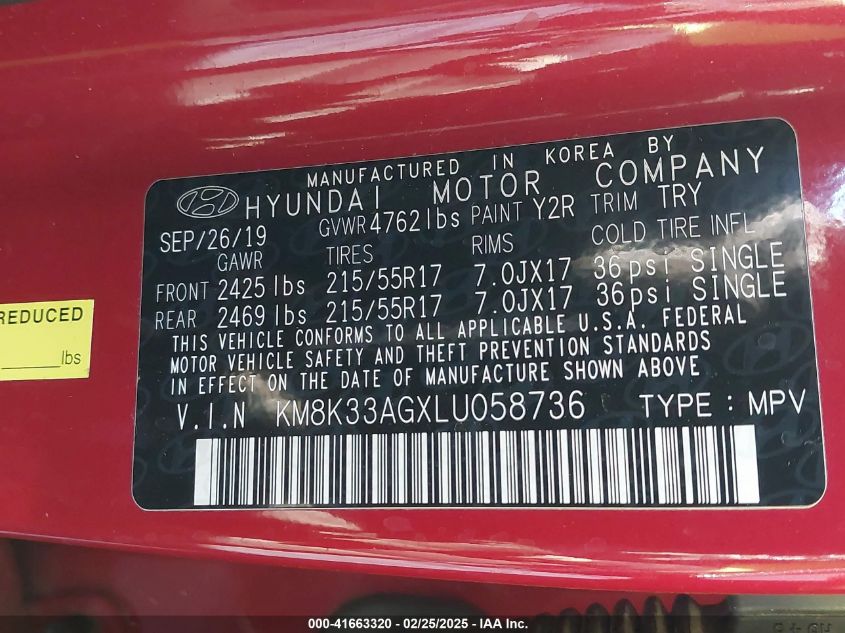 MANUFACTURED IN KOREA BY
HYUNDAI MOTOR COMPANY
SEP/26/19 GVWR 4762 lbs PAINT Y2R TRIM TRY
GAWR TIRES RIMS COLD TIRE INFL
FRONT 2425 lbs 215/55R17 7.0JX17 36psi SINGLE
REAR 2469 lbs 215/55R17 7.0JX17 36psi SINGLE
THIS VEHICLE CONFORMS TO ALL APPLICABLE U.S.A. FEDERAL
MOTOR VEHICLE SAFETY AND THEFT PREVENTION STANDARDS
IN EFFECT ON THE DATE OF MANUFACTURE SHOWN ABOVE
V.I.N KM8K33AGXLU058736 TYPE : MPV
REDUCED
lbs
000-41663320 - 02/25/2025 - IAA Inc.